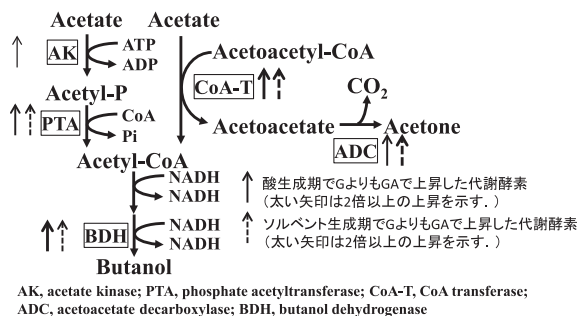 Acetate
Acetate
AK
ATP
ADP
Acetoacetyl-CoA
CoA-T
CO2
Acetyl-P
PTA
CoA
Pi
Acetoacetate
Acetone
ADC
Acetyl-CoA
NADH
NADH
酸生成期でGよりもGAで上昇した代謝酵素
(太い矢印は2倍以上の上昇を示す.)
BDH
NADH
NADH
ソルベント生成期でGよりもGAで上昇した代謝酵素
(太い矢印は2倍以上の上昇を示す.)
Butanol
AK, acetate kinase; PTA, phosphate acetyltransferase; CoA-T, CoA transferase;
ADC, acetoacetate decarboxylase; BDH, butanol dehydrogenase